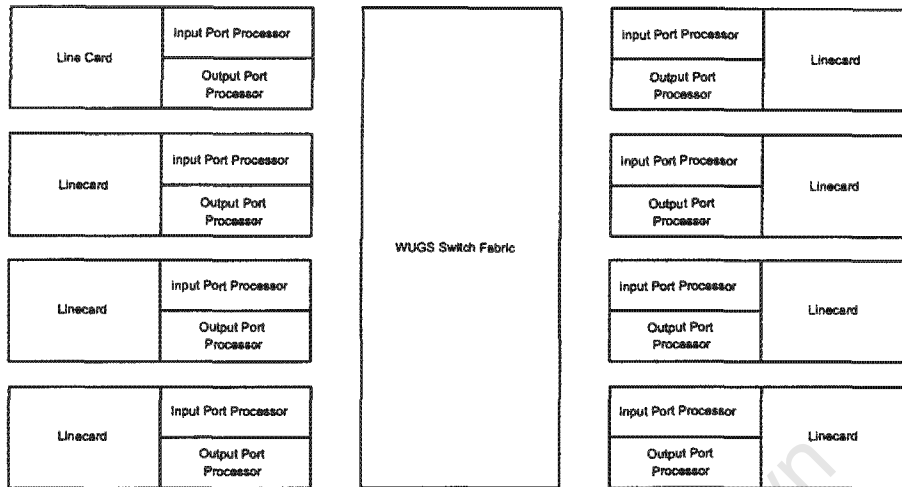 Line Card
Input Port Processor
Output Port
Processor
Input Port Processor
Output Port
Processor
Linecard
Linecard
Input Port Processor
Output Port
Processor
WUGS Switch Fabric
Input Port Processor
Output Port
Processor
Linecard
Linecard
Input Port Processor
Output Port
Processor
Input Port Processor
Output Port
Processor
Linecard
Linecard
Input Port Processor
Output Port
Processor
Input Port Processor
Output Port
Processor
Linecard